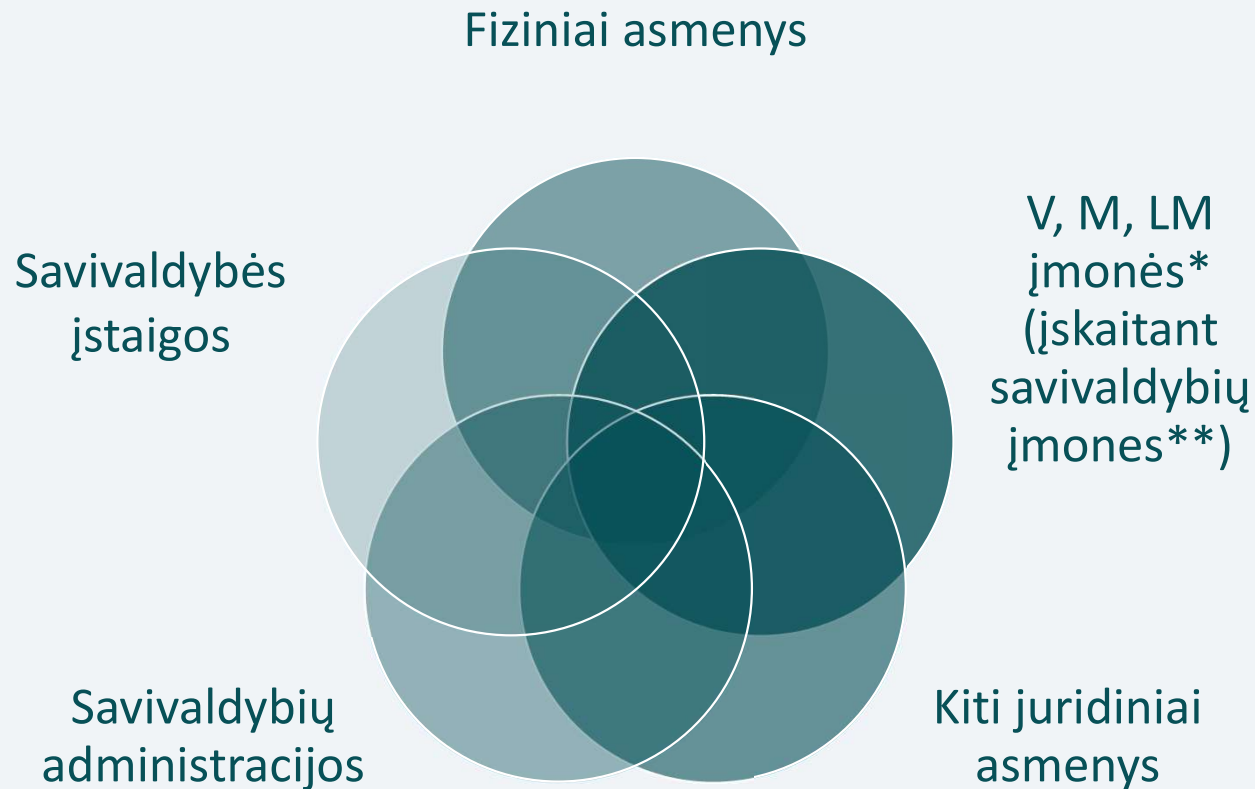 Fiziniai asmenys
V, M, LM
įmonės*
(įskaitant
savivaldybių
įmones**)
Kiti juridiniai
asmenys
Savivaldybių
administracijos
Savivaldybės
įstaigos